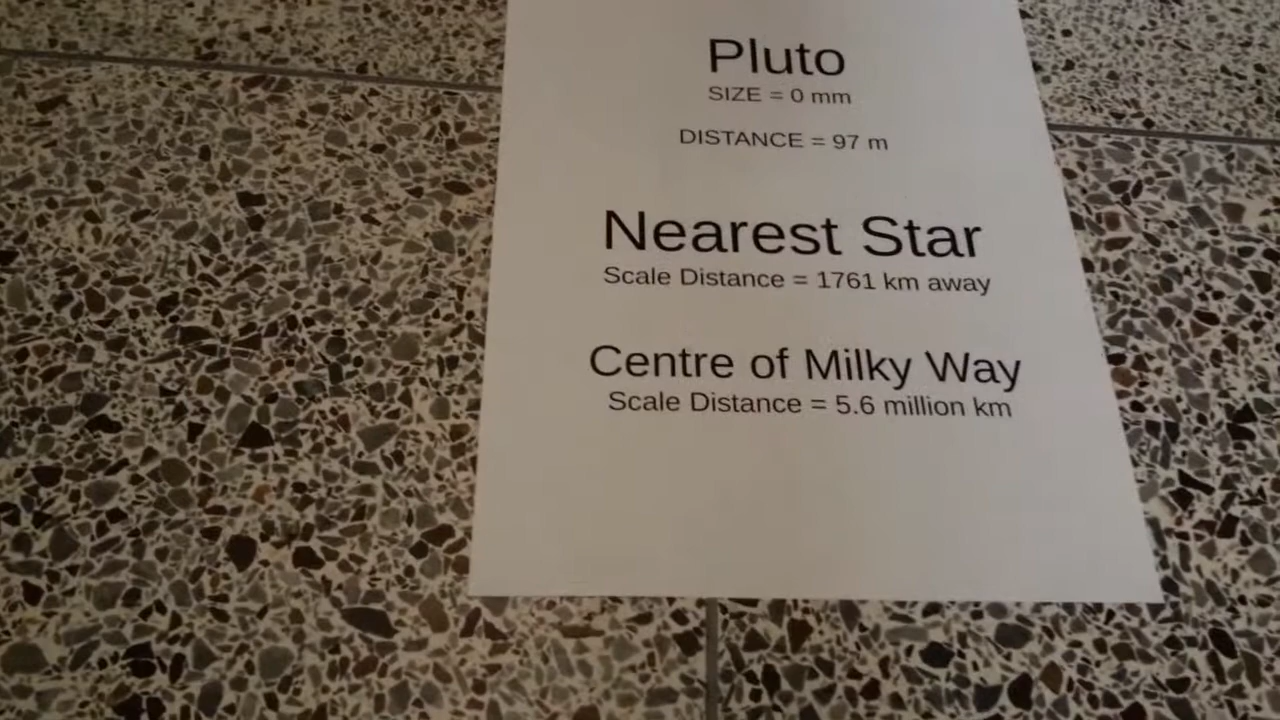 Pluto
SIZE = 0 mm
DISTANCE = 97 m
Nearest Star
Scale Distance = 1761 km away
Centre of Milky Way
Scale Distance = 5.6 million km